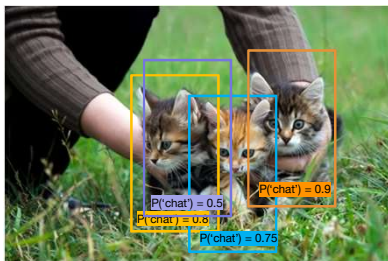 P('chat') = 0.9
P('chat') = 0.5
P('chat') = 0.8
P('chat') = 0.75